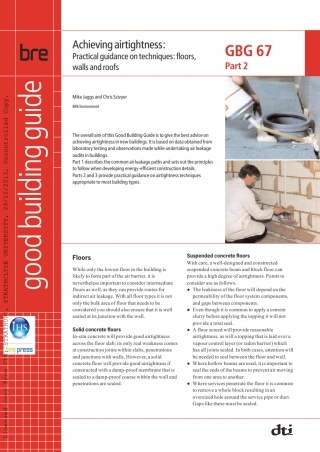 bre
Achieving airtightness:
Practical guidance on techniques: floors,
walls and roofs
GBG 67
Part 2
good building guide
Mike Jaggs and Chris Scivyer
BRE Environment
The overall aim of this Good Building Guide is to give the best advice on
achieving airtightness in new buildings. It is based on data obtained from
laboratory testing and observations made while undertaking air leakage
audits in buildings.
Part 1 describes the common air leakage paths and sets out the principles
to follow when developing energy-efficient construction details.
Parts 2 and 3 provide practical guidance on airtightness techniques
appropriate to most building types.
Floors
While only the lowest floor in the building is
likely to form part of the air barrier, it is
nevertheless important to consider intermediate
floors as well, as they can provide routes for
indirect air leakage. With all floor types it is not
only the bulk area of floor that needs to be
considered you should also ensure that it is well
sealed at its junction with the wall.
Solid concrete floors
In-situ concrete will provide good airtightness
across the floor slab; its only real weakness comes
at construction joints within slabs, penetrations
and junctions with walls. However, a solid
concrete floor will provide good airtightness if
constructed with a damp-proof membrane that is
sealed to a damp-proof course within the wall and
penetrations are sealed.
Suspended concrete floors
With care, a well-designed and constructed
suspended concrete beam and block floor can
provide a high degree of airtightness. Points to
consider are as follows.
● The leakiness of the floor will depend on the
permeability of the floor system components,
and gaps between components.
● Even though it is common to apply a cement
slurry before applying the topping it will not
provide a total seal.
● A floor screed will provide reasonable
airtightness, as will a topping that is laid over a
vapour control layer (or radon barrier) which
has all joints sealed. In both cases, attention will
be needed to seal between the floor and wall.
● Where hollow beams are used, it is important to
seal the ends of the beams to prevent air moving
from one area to another.
● Where services penetrate the floor it is common
to remove a whole block resulting in an
oversized hole around the service pipe or duct.
Gaps like these must be sealed.
IHS
bre press
STRATHCLYDE UNIVERSITY, 29/11/2013, Uncontrolled Copy.
dti